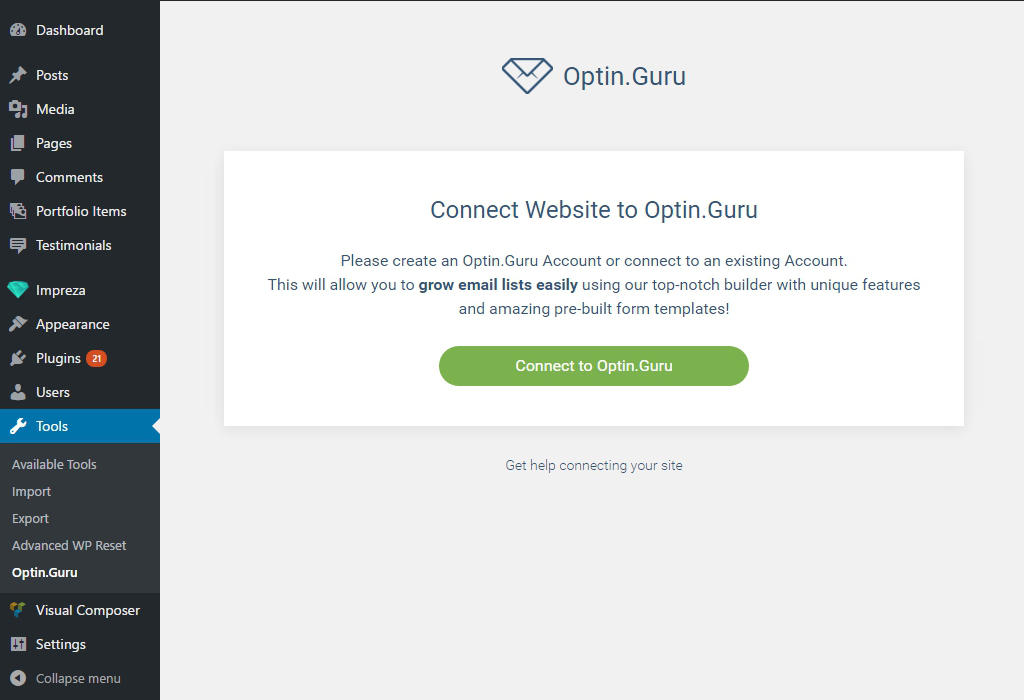 Dashboard
Posts
Media
Pages
Comments
Portfolio Items
Testimonials
Impreza
Appearance
Plugins 21
Users
Tools
Available Tools
Import
Export
Advanced WP Reset
Optin.Guru
Visual Composer
Settings
Collapse menu
Optin.Guru
Connect Website to Optin.Guru
Please create an Optin.Guru Account or connect to an existing Account.
This will allow you to grow email lists easily using our top-notch builder with unique features
and amazing pre-built form templates!
Connect to Optin.Guru
Get help connecting your site